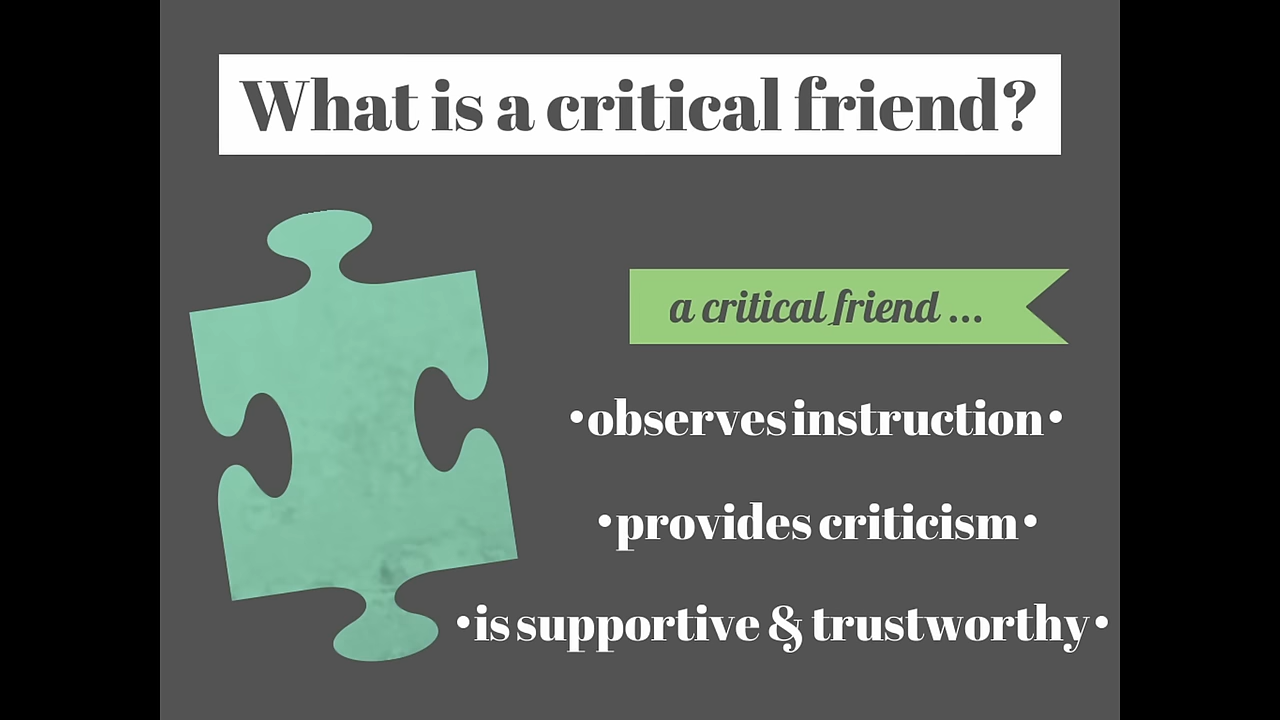 What is a critical friend?
a critical friend ...
•observes instruction•
•provides criticism•
•is supportive & trustworthy•